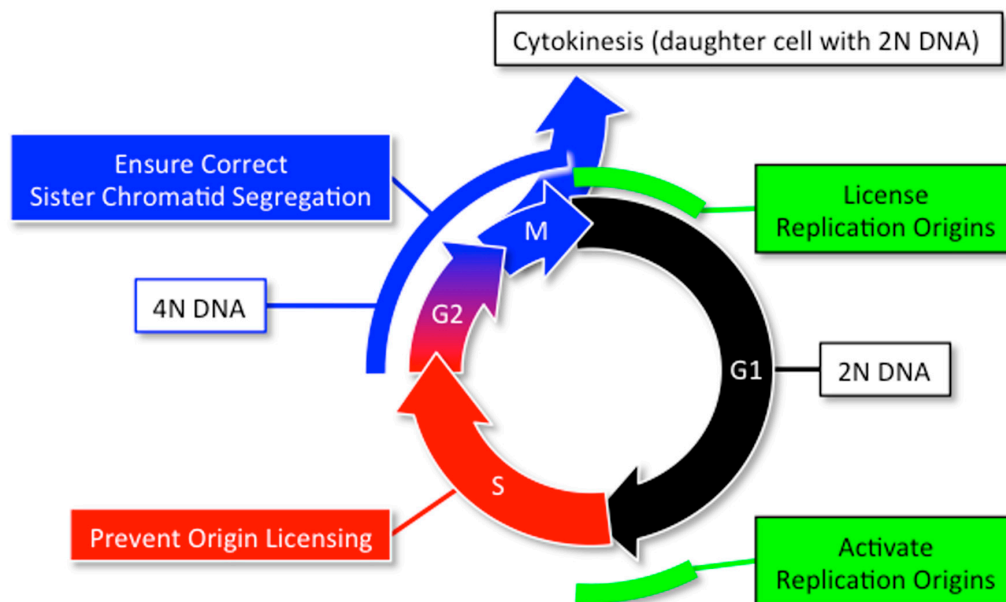 Cytokinesis (daughter cell with 2N DNA)
Ensure Correct
Sister Chromatid Segregation
License
Replication Origins
M
4N DNA
G2
G1
2N DNA
S
Prevent Origin Licensing
Activate
Replication Origins